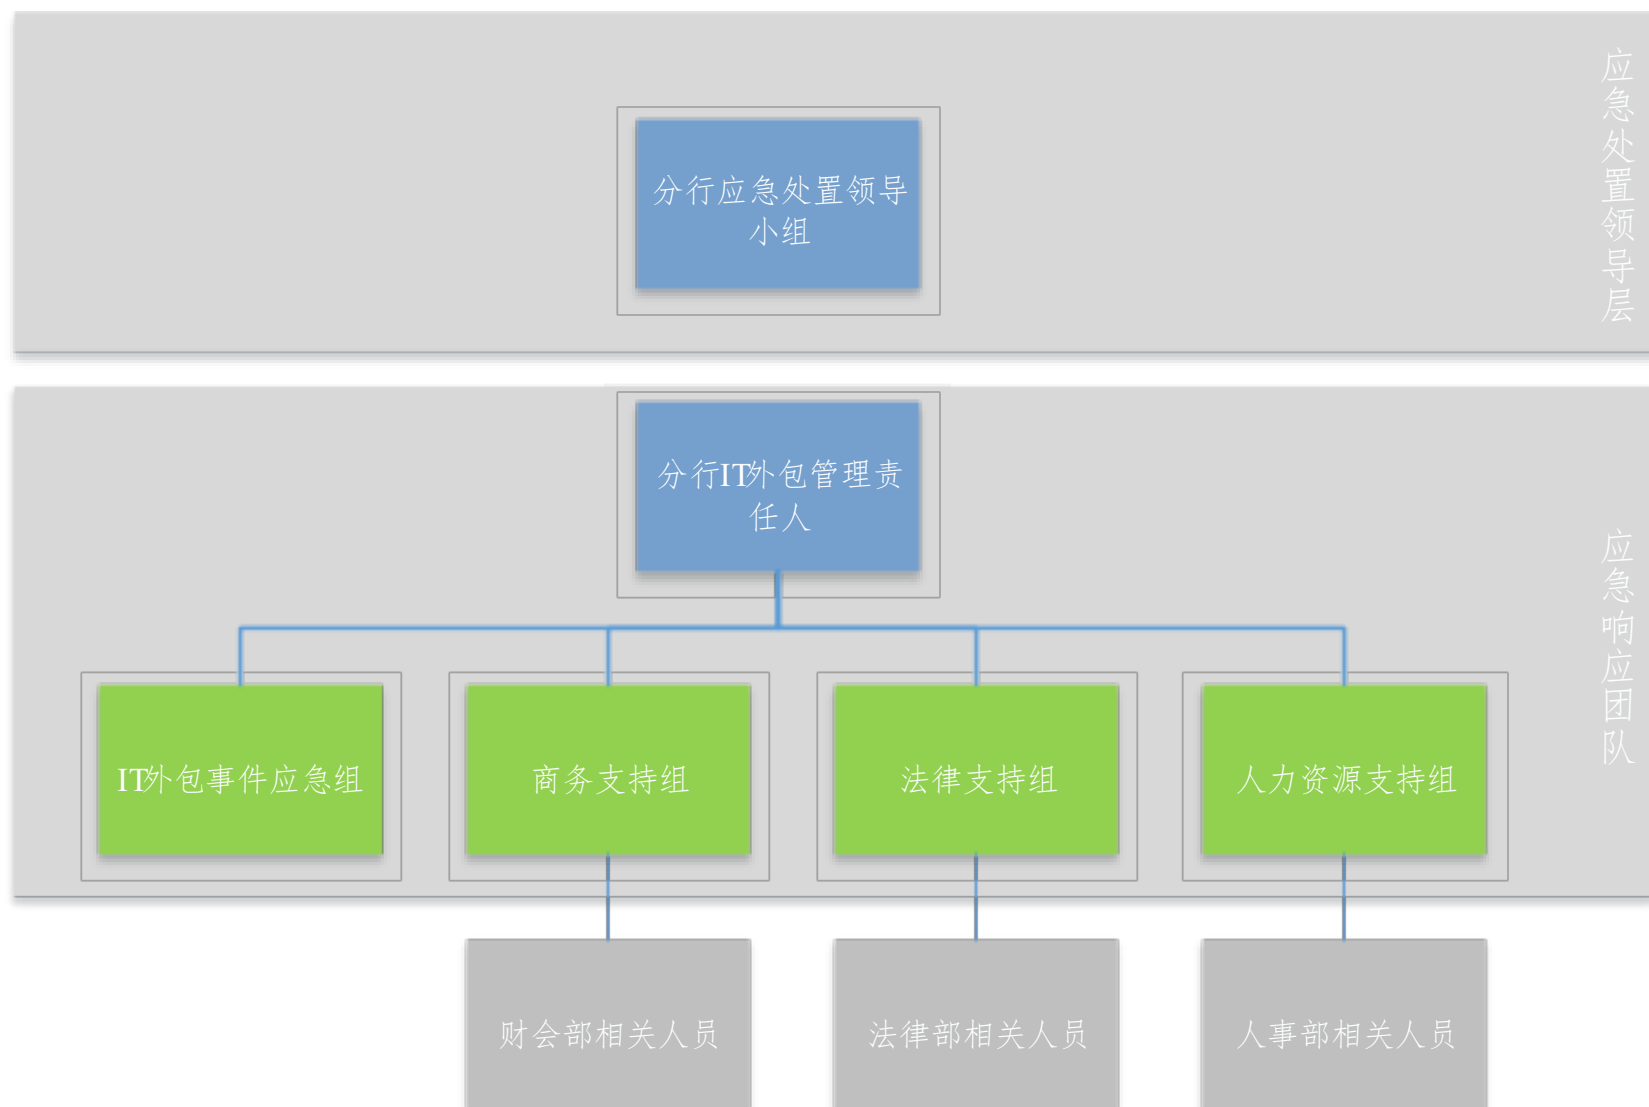 应急处置领导层
分行应急处置领导
小组
应急响应团队
分行IT外包管理责
任人
IT外包事件应急组
商务支持组
法律支持组
人力资源支持组
财会部相关人员
法律部相关人员
人事部相关人员